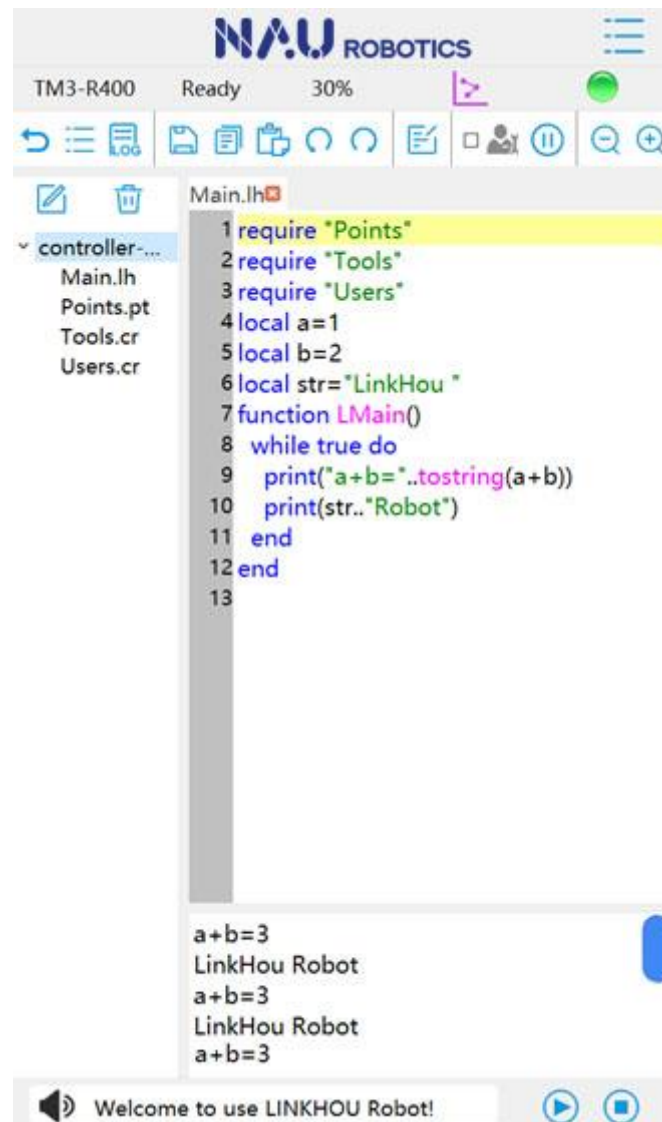 NAU ROBOTICS
TM3-R400 Ready 30%
LOG
Main.lh
controller-...
Main.lh
Points.pt
Tools.cr
Users.cr
1 require "Points"
2 require "Tools"
3 require "Users"
4 local a=1
5 local b=2
6 local str="LinkHou "
7 function LMain()
8 while true do
9 print("a+b="..tostring(a+b))
10 print(str.."Robot")
11 end
12 end
13
a+b=3
LinkHou Robot
a+b=3
LinkHou Robot
a+b=3
Welcome to use LINKHOU Robot!